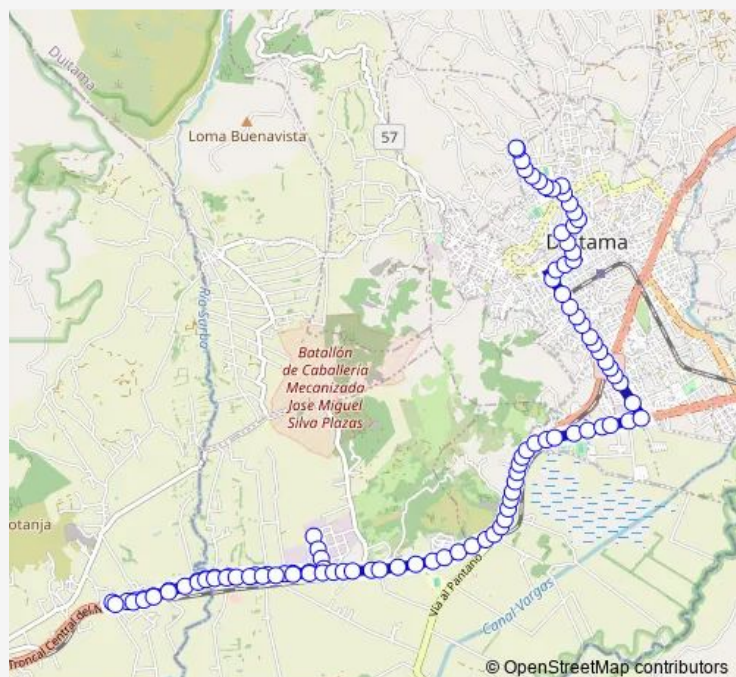 Duitama
Loma Buenavista
57
Duitama
Río Surba
Batallón
de Caballería
Mecanizada
Jose Miguel
Silva Plazas
otanja
Vía al Pantano
Canal Vargas
Troncal Central del
© OpenStreetMap contributors